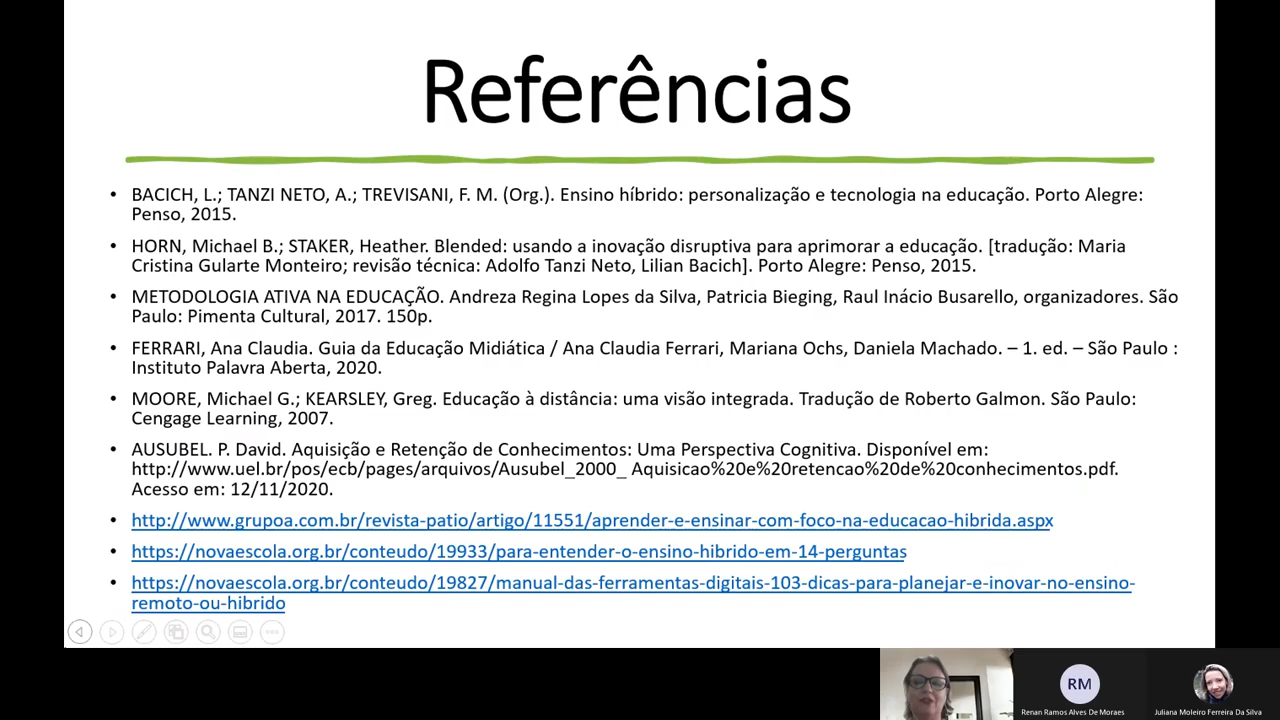 Referências
• BACICH, L.; TANZI NETO, A.; TREVISANI, F. M. (Org.). Ensino híbrido: personalização e tecnologia na educação. Porto Alegre:
Penso, 2015.
• HORN, Michael B.; STAKER, Heather. Blended: usando a inovação disruptiva para aprimorar a educação. [tradução: Maria
Cristina Gularte Monteiro; revisão técnica: Adolfo Tanzi Neto, Lilian Bacich]. Porto Alegre: Penso, 2015.
• METODOLOGIA ATIVA NA EDUCAÇÃO. Andreza Regina Lopes da Silva, Patricia Bieging, Raul Inácio Busarello, organizadores. São
Paulo: Pimenta Cultural, 2017. 150p.
• FERRARI, Ana Claudia. Guia da Educação Midiática / Ana Claudia Ferrari, Mariana Ochs, Daniela Machado. – 1. ed. – São Paulo :
Instituto Palavra Aberta, 2020.
• MOORE, Michael G.; KEARSLEY, Greg. Educação à distância: uma visão integrada. Tradução de Roberto Galmon. São Paulo:
Cengage Learning, 2007.
• AUSUBEL. P. David. Aquisição e Retenção de Conhecimentos: Uma Perspectiva Cognitiva. Disponível em:
http://www.uel.br/pos/ecb/pages/arquivos/Ausubel_2000_ Aquisicao%20e%20retencao%20de%20conhecimentos.pdf.
Acesso em: 12/11/2020.
• http://www.grupoa.com.br/revista-patio/artigo/11551/aprender-e-ensinar-com-foco-na-educacao-hibrida.aspx
• https://novaescola.org.br/conteudo/19933/para-entender-o-ensino-hibrido-em-14-perguntas
• https://novaescola.org.br/conteudo/19827/manual-das-ferramentas-digitais-103-dicas-para-planejar-e-inovar-no-ensino-
remoto-ou-hibrido
RM
Renan Ramos Alves De Moraes
Juliana Moleiro Ferreira Da Silva